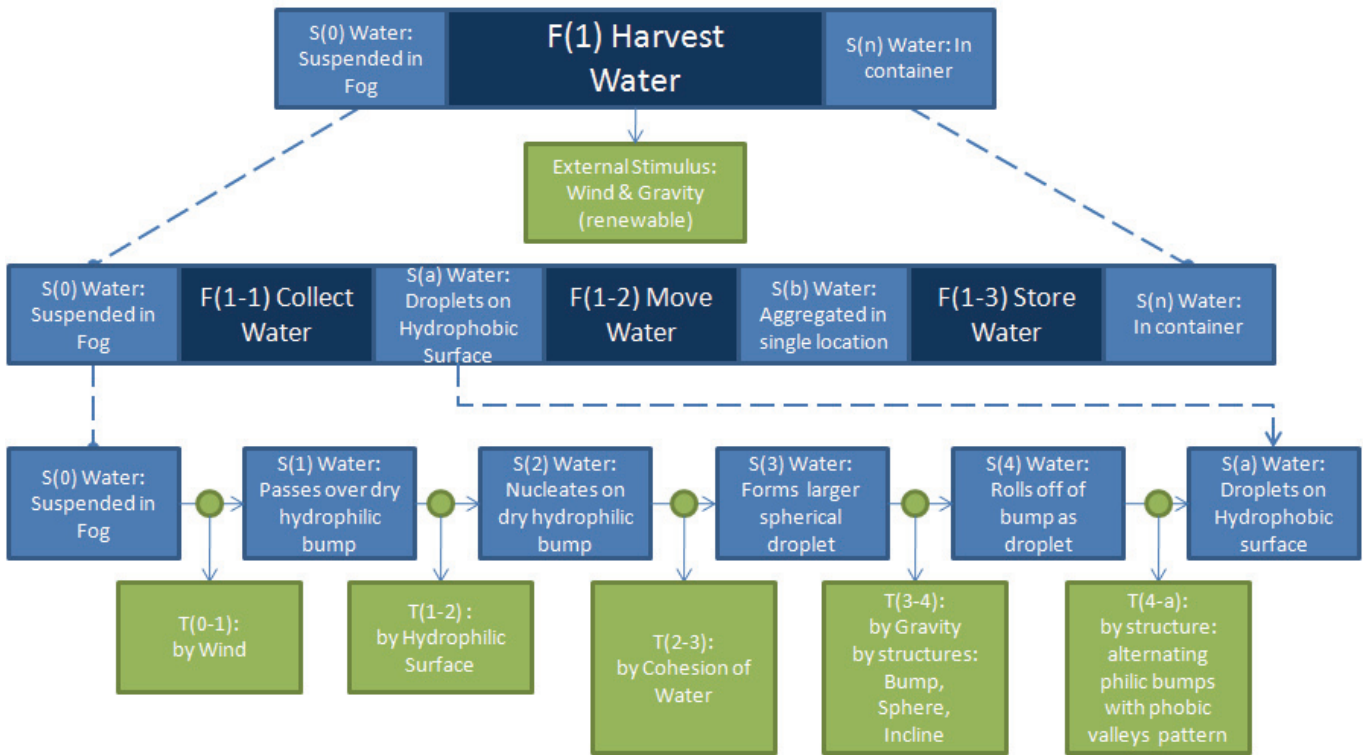 S(0) Water:
Suspended in
Fog
F(1) Harvest
Water
S(n) Water: In
container
External Stimulus:
Wind & Gravity
(renewable)
S(0) Water:
Suspended in
Fog
F(1-1) Collect
Water
S(a) Water:
Droplets on
Hydrophobic
Surface
F(1-2) Move
Water
S(b) Water:
Aggregated in
single location
F(1-3) Store
Water
S(n) Water:
In container
S(0) Water:
Suspended in
Fog
S(1) Water:
Passes over dry
hydrophilic
bump
S(2) Water:
Nucleates on
dry hydrophilic
bump
S(3) Water:
Forms larger
spherical
droplet
S(4) Water:
Rolls off of
bump as
droplet
S(a) Water:
Droplets on
Hydrophobic
surface
T(0-1):
by Wind
T(1-2) :
by Hydrophilic
Surface
T(2-3):
by Cohesion of
Water
T(3-4):
by Gravity
by structures:
Bump,
Sphere,
Incline
T(4-a):
by structure:
alternating
philic bumps
with phobic
valleys pattern